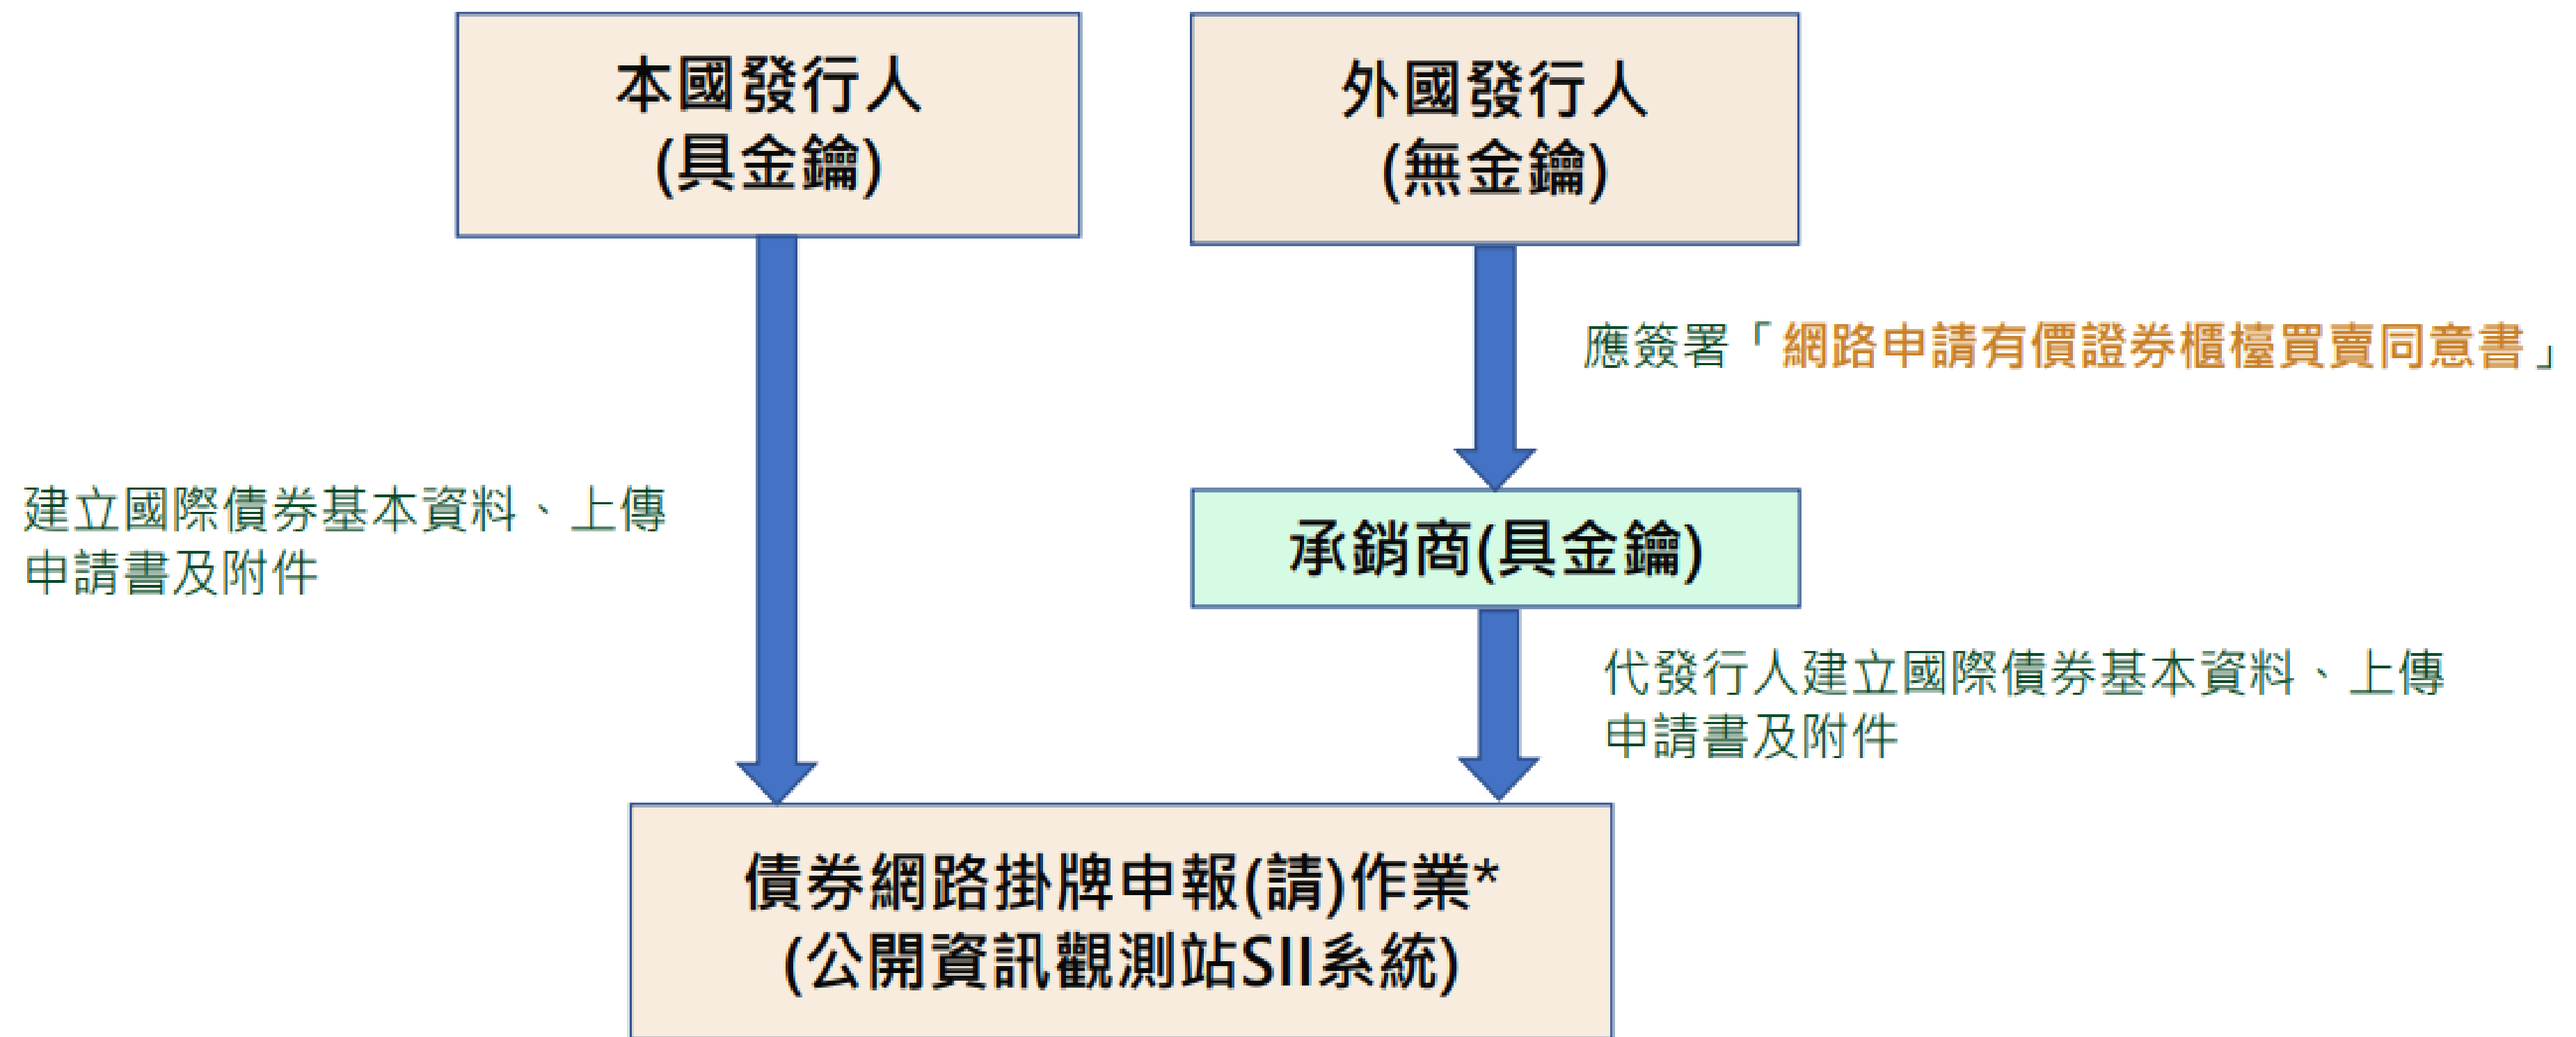 本國發行人
(具金鑰)
外國發行人
(無金鑰)
應簽署「網路申請有價證券櫃檯買賣同意書」
建立國際債券基本資料、上傳
申請書及附件
承銷商(具金鑰)
代發行人建立國際債券基本資料、上傳
申請書及附件
債券網路掛牌申報(請)作業*
(公開資訊觀測站SII系統)